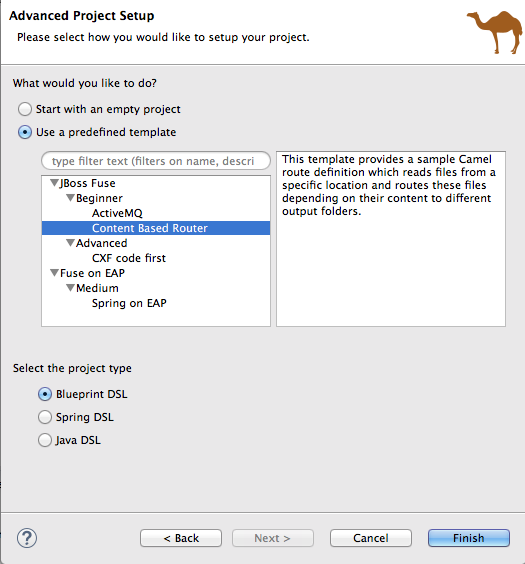 Advanced Project Setup
Please select how you would like to setup your project.
What would you like to do?
Start with an empty project
Use a predefined template
type filter text (filters on name, descri
JBoss Fuse
Beginner
ActiveMQ
Content Based Router
Advanced
CXF code first
Fuse on EAP
Medium
Spring on EAP
This template provides a sample Camel
route definition which reads files from a
specific location and routes these files
depending on their content to different
output folders.
Select the project type
Blueprint DSL
Spring DSL
Java DSL
?
< Back
Next >
Cancel
Finish